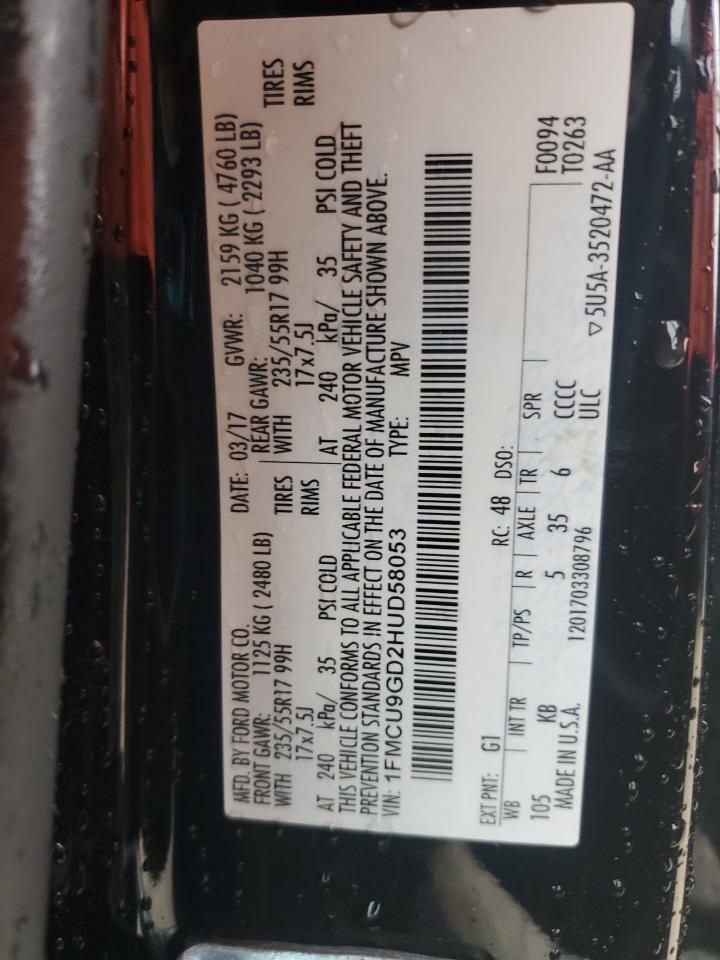 MFD. BY FORD MOTOR CO.
DATE: 03/17 GVWR: 2159 KG ( 4760 LB)
FRONT GAWR: 1125 KG ( 2480 LB) REAR GAWR: 1040 KG ( 2293 LB)
WITH 235/55R17 99H TIRES WITH 235/55R17 99H TIRES
17x7.5J RIMS 17x7.5J RIMS
AT 240 kPa/ 35 PSI COLD AT 240 kPa/ 35 PSI COLD
THIS VEHICLE CONFORMS TO ALL APPLICABLE FEDERAL MOTOR VEHICLE SAFETY AND THEFT
PREVENTION STANDARDS IN EFFECT ON THE DATE OF MANUFACTURE SHOWN ABOVE.
VIN: 1FMCU9GD2HUD58053 TYPE: MPV
EXT PNT: G1 RC: 48 DSO: F0094
WB INT TR TP/PS R AXLE TR SPR T0263
105 KB 5 35 6 CCCC
MADE IN U.S.A. 1201703308796 ULC ▽5U5A-3520472-AA